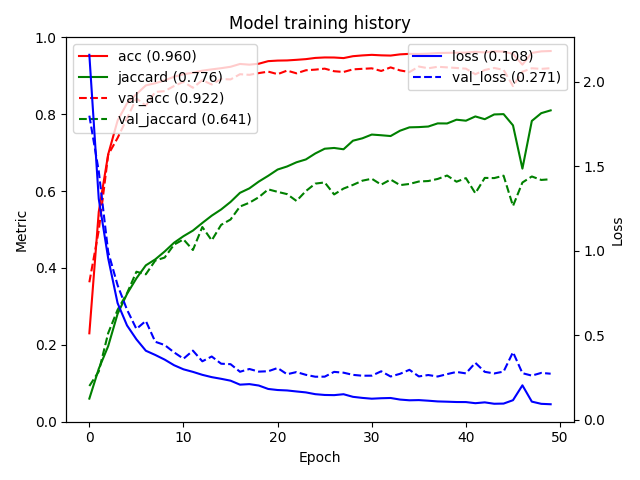 Model training history
acc (0.960)
jaccard (0.776)
val_acc (0.922)
val_jaccard (0.641)
loss (0.108)
val_loss (0.271)
Metric
1.0
0.8
0.6
0.4
0.2
0.0
Loss
2.0
1.5
1.0
0.5
0.0
0 10 20 30 40 50
Epoch